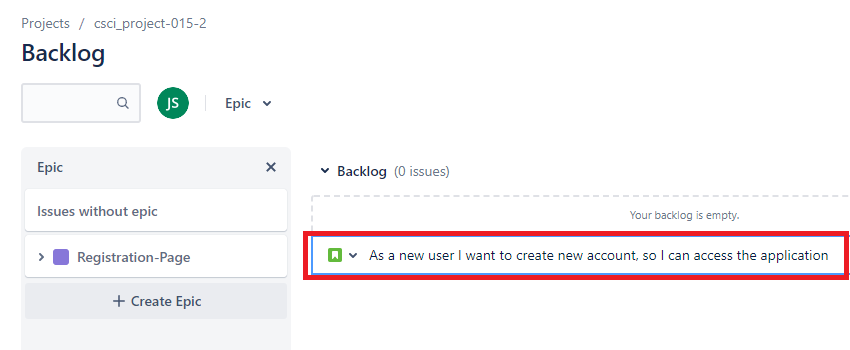 Projects / csci_project-015-2
Backlog
JS
Epic
Epic
Issues without epic
Registration-Page
Create Epic
Backlog (0 issues)
Your backlog is empty.
As a new user I want to create new account, so I can access the application